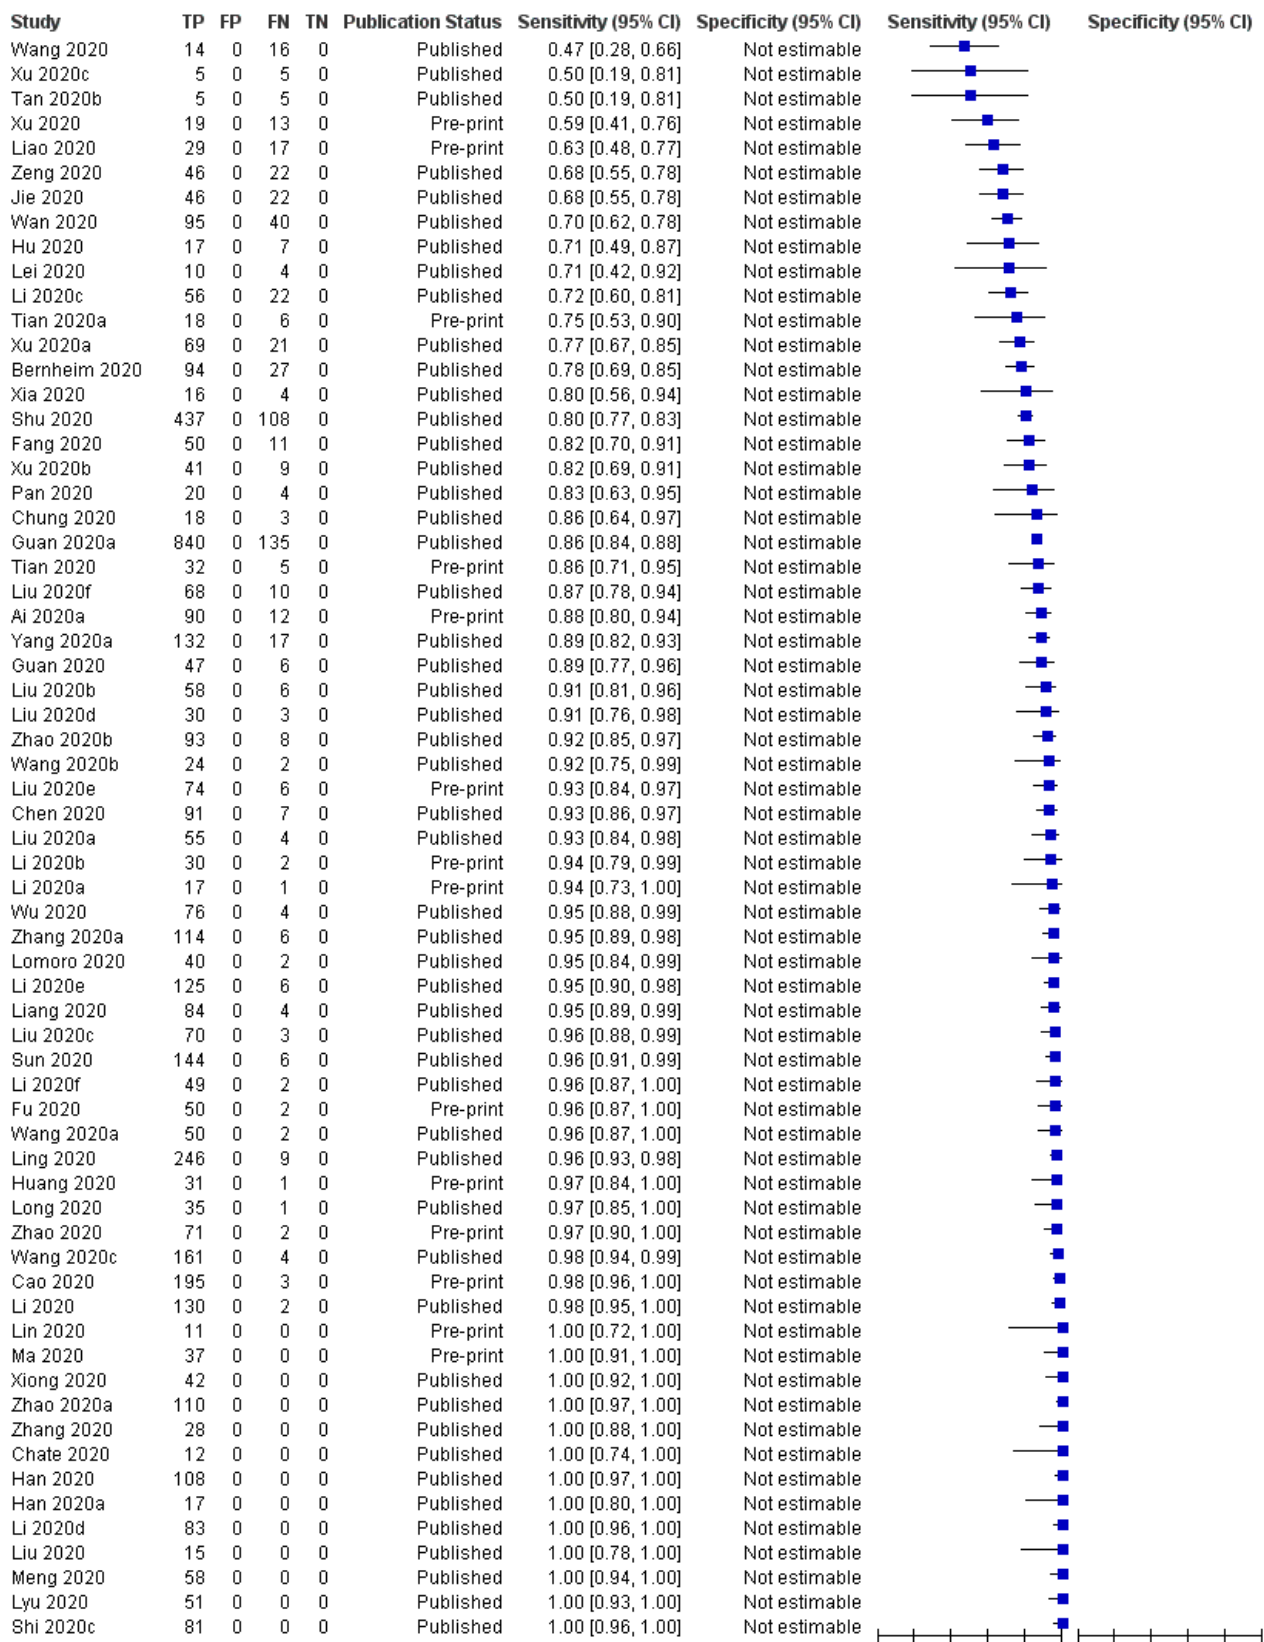 Study TP FP FN TN Publication Status Sensitivity (95% CI) Specificity (95% CI) Sensitivity (95% CI) Specificity (95% CI)
Wang 2020 14 0 16 0 Published 0.47 [0.28, 0.66] Not estimable
Xu 2020c 5 0 5 0 Published 0.50 [0.19, 0.81] Not estimable
Tan 2020b 5 0 5 0 Published 0.50 [0.19, 0.81] Not estimable
Xu 2020 19 0 13 0 Pre-print 0.59 [0.41, 0.76] Not estimable
Liao 2020 29 0 17 0 Pre-print 0.63 [0.48, 0.77] Not estimable
Zeng 2020 46 0 22 0 Published 0.68 [0.55, 0.78] Not estimable
Jie 2020 46 0 22 0 Published 0.68 [0.55, 0.78] Not estimable
Wan 2020 95 0 40 0 Published 0.70 [0.62, 0.78] Not estimable
Hu 2020 17 0 7 0 Published 0.71 [0.49, 0.87] Not estimable
Lei 2020 10 0 4 0 Published 0.71 [0.42, 0.92] Not estimable
Li 2020c 56 0 22 0 Published 0.72 [0.60, 0.81] Not estimable
Tian 2020a 18 0 6 0 Pre-print 0.75 [0.53, 0.90] Not estimable
Xu 2020a 69 0 21 0 Published 0.77 [0.67, 0.85] Not estimable
Bernheim 2020 94 0 27 0 Published 0.78 [0.69, 0.85] Not estimable
Xia 2020 16 0 4 0 Published 0.80 [0.56, 0.94] Not estimable
Shu 2020 437 0 108 0 Published 0.80 [0.77, 0.83] Not estimable
Fang 2020 50 0 11 0 Published 0.82 [0.70, 0.91] Not estimable
Xu 2020b 41 0 9 0 Published 0.82 [0.69, 0.91] Not estimable
Pan 2020 20 0 4 0 Published 0.83 [0.63, 0.95] Not estimable
Chung 2020 18 0 3 0 Published 0.86 [0.64, 0.97] Not estimable
Guan 2020a 840 0 135 0 Published 0.86 [0.84, 0.88] Not estimable
Tian 2020 32 0 5 0 Pre-print 0.86 [0.71, 0.95] Not estimable
Liu 2020f 68 0 10 0 Published 0.87 [0.78, 0.94] Not estimable
Ai 2020a 90 0 12 0 Pre-print 0.88 [0.80, 0.94] Not estimable
Yang 2020a 132 0 17 0 Published 0.89 [0.82, 0.93] Not estimable
Guan 2020 47 0 6 0 Published 0.89 [0.77, 0.96] Not estimable
Liu 2020b 58 0 6 0 Published 0.91 [0.81, 0.96] Not estimable
Liu 2020d 30 0 3 0 Published 0.91 [0.76, 0.98] Not estimable
Zhao 2020b 93 0 8 0 Published 0.92 [0.85, 0.97] Not estimable
Wang 2020b 24 0 2 0 Published 0.92 [0.75, 0.99] Not estimable
Liu 2020e 74 0 6 0 Pre-print 0.93 [0.84, 0.97] Not estimable
Chen 2020 91 0 7 0 Published 0.93 [0.86, 0.97] Not estimable
Liu 2020a 55 0 4 0 Published 0.93 [0.84, 0.98] Not estimable
Li 2020b 30 0 2 0 Pre-print 0.94 [0.79, 0.99] Not estimable
Li 2020a 17 0 1 0 Pre-print 0.94 [0.73, 1.00] Not estimable
Wu 2020 76 0 4 0 Published 0.95 [0.88, 0.99] Not estimable
Zhang 2020a 114 0 6 0 Published 0.95 [0.89, 0.98] Not estimable
Lomoro 2020 40 0 2 0 Published 0.95 [0.84, 0.99] Not estimable
Li 2020e 125 0 6 0 Published 0.95 [0.90, 0.98] Not estimable
Liang 2020 84 0 4 0 Published 0.95 [0.89, 0.99] Not estimable
Liu 2020c 70 0 3 0 Published 0.96 [0.88, 0.99] Not estimable
Sun 2020 144 0 6 0 Published 0.96 [0.91, 0.99] Not estimable
Li 2020f 49 0 2 0 Published 0.96 [0.87, 1.00] Not estimable
Fu 2020 50 0 2 0 Pre-print 0.96 [0.87, 1.00] Not estimable
Wang 2020a 50 0 2 0 Published 0.96 [0.87, 1.00] Not estimable
Ling 2020 246 0 9 0 Published 0.96 [0.93, 0.98] Not estimable
Huang 2020 31 0 1 0 Pre-print 0.97 [0.84, 1.00] Not estimable
Long 2020 35 0 1 0 Published 0.97 [0.85, 1.00] Not estimable
Zhao 2020 71 0 2 0 Pre-print 0.97 [0.90, 1.00] Not estimable
Wang 2020c 161 0 4 0 Published 0.98 [0.94, 0.99] Not estimable
Cao 2020 195 0 3 0 Pre-print 0.98 [0.96, 1.00] Not estimable
Li 2020 130 0 2 0 Published 0.98 [0.95, 1.00] Not estimable
Lin 2020 11 0 0 0 Pre-print 1.00 [0.72, 1.00] Not estimable
Ma 2020 37 0 0 0 Pre-print 1.00 [0.91, 1.00] Not estimable
Xiong 2020 42 0 0 0 Published 1.00 [0.92, 1.00] Not estimable
Zhao 2020a 110 0 0 0 Published 1.00 [0.97, 1.00] Not estimable
Zhang 2020 28 0 0 0 Published 1.00 [0.88, 1.00] Not estimable
Chate 2020 12 0 0 0 Published 1.00 [0.74, 1.00] Not estimable
Han 2020 108 0 0 0 Published 1.00 [0.97, 1.00] Not estimable
Han 2020a 17 0 0 0 Published 1.00 [0.80, 1.00] Not estimable
Li 2020d 83 0 0 0 Published 1.00 [0.96, 1.00] Not estimable
Liu 2020 15 0 0 0 Published 1.00 [0.78, 1.00] Not estimable
Meng 2020 58 0 0 0 Published 1.00 [0.94, 1.00] Not estimable
Lyu 2020 51 0 0 0 Published 1.00 [0.93, 1.00] Not estimable
Shi 2020c 81 0 0 0 Published 1.00 [0.96, 1.00] Not estimable